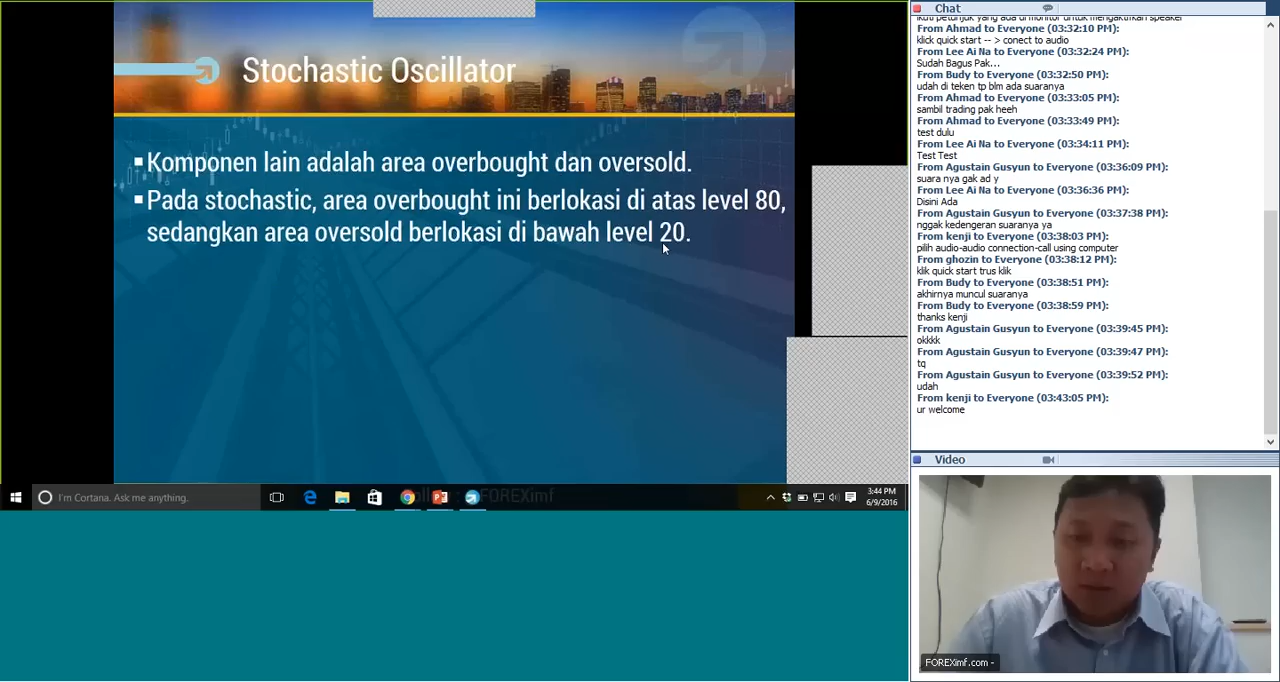 Stochastic Oscillator
▪Komponen lain adalah area overbought dan oversold.
▪Pada stochastic, area overbought ini berlokasi di atas level 80,
sedangkan area oversold berlokasi di bawah level 20.
I'm Cortana. Ask me anything.
FOREXimf
3:44 PM
6/9/2016
Chat
ikuti petunjuk yang ada di monitor untuk mengaktifkan speaker
From Ahmad to Everyone (03:32:10 PM):
klick quick start -- > conect to audio
From Lee Ai Na to Everyone (03:32:24 PM):
Sudah Bagus Pak...
From Budy to Everyone (03:32:50 PM):
udah di teken tp blm ada suaranya
From Ahmad to Everyone (03:33:05 PM):
sambil trading pak heeh
From Ahmad to Everyone (03:33:49 PM):
test dulu
From Lee Ai Na to Everyone (03:34:11 PM):
Test Test
From Agustain Gusyun to Everyone (03:36:09 PM):
suara nya gak ad y
From Lee Ai Na to Everyone (03:36:36 PM):
Disini Ada
From Agustain Gusyun to Everyone (03:37:38 PM):
nggak kedengeran suaranya ya
From kenji to Everyone (03:38:03 PM):
pilih audio-audio connection-call using computer
From ghozin to Everyone (03:38:12 PM):
klik quick start trus klik
From Budy to Everyone (03:38:51 PM):
akhirnya muncul suaranya
From Budy to Everyone (03:38:59 PM):
thanks kenji
From Agustain Gusyun to Everyone (03:39:45 PM):
okkkk
From Agustain Gusyun to Everyone (03:39:47 PM):
tq
From Agustain Gusyun to Everyone (03:39:52 PM):
udah
From kenji to Everyone (03:43:05 PM):
ur welcome
Video
FOREXimf.com -